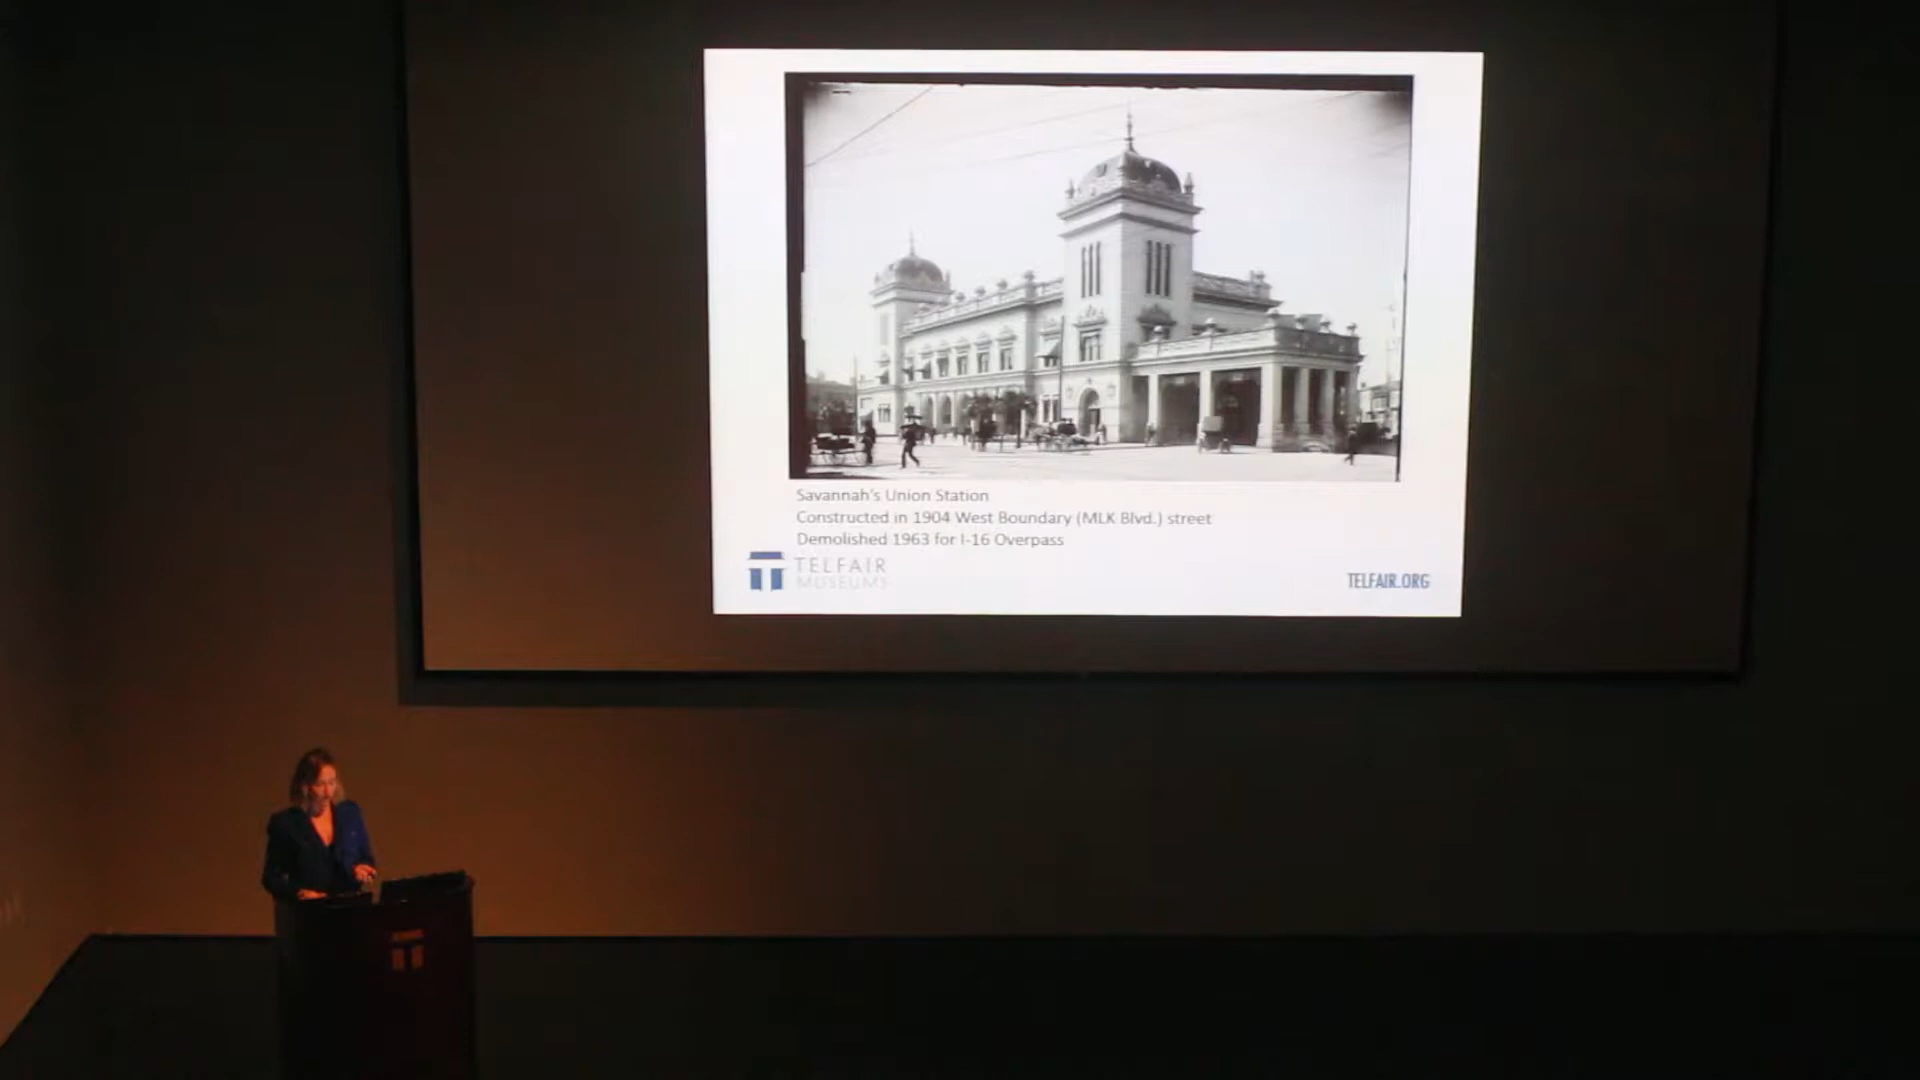 Savannah's Union Station
Constructed in 1904 West Boundary (MLK Blvd.) street
Demolished 1963 for I-16 Overpass
TELFAIR
MUSEUMS
TELFAIR.ORG